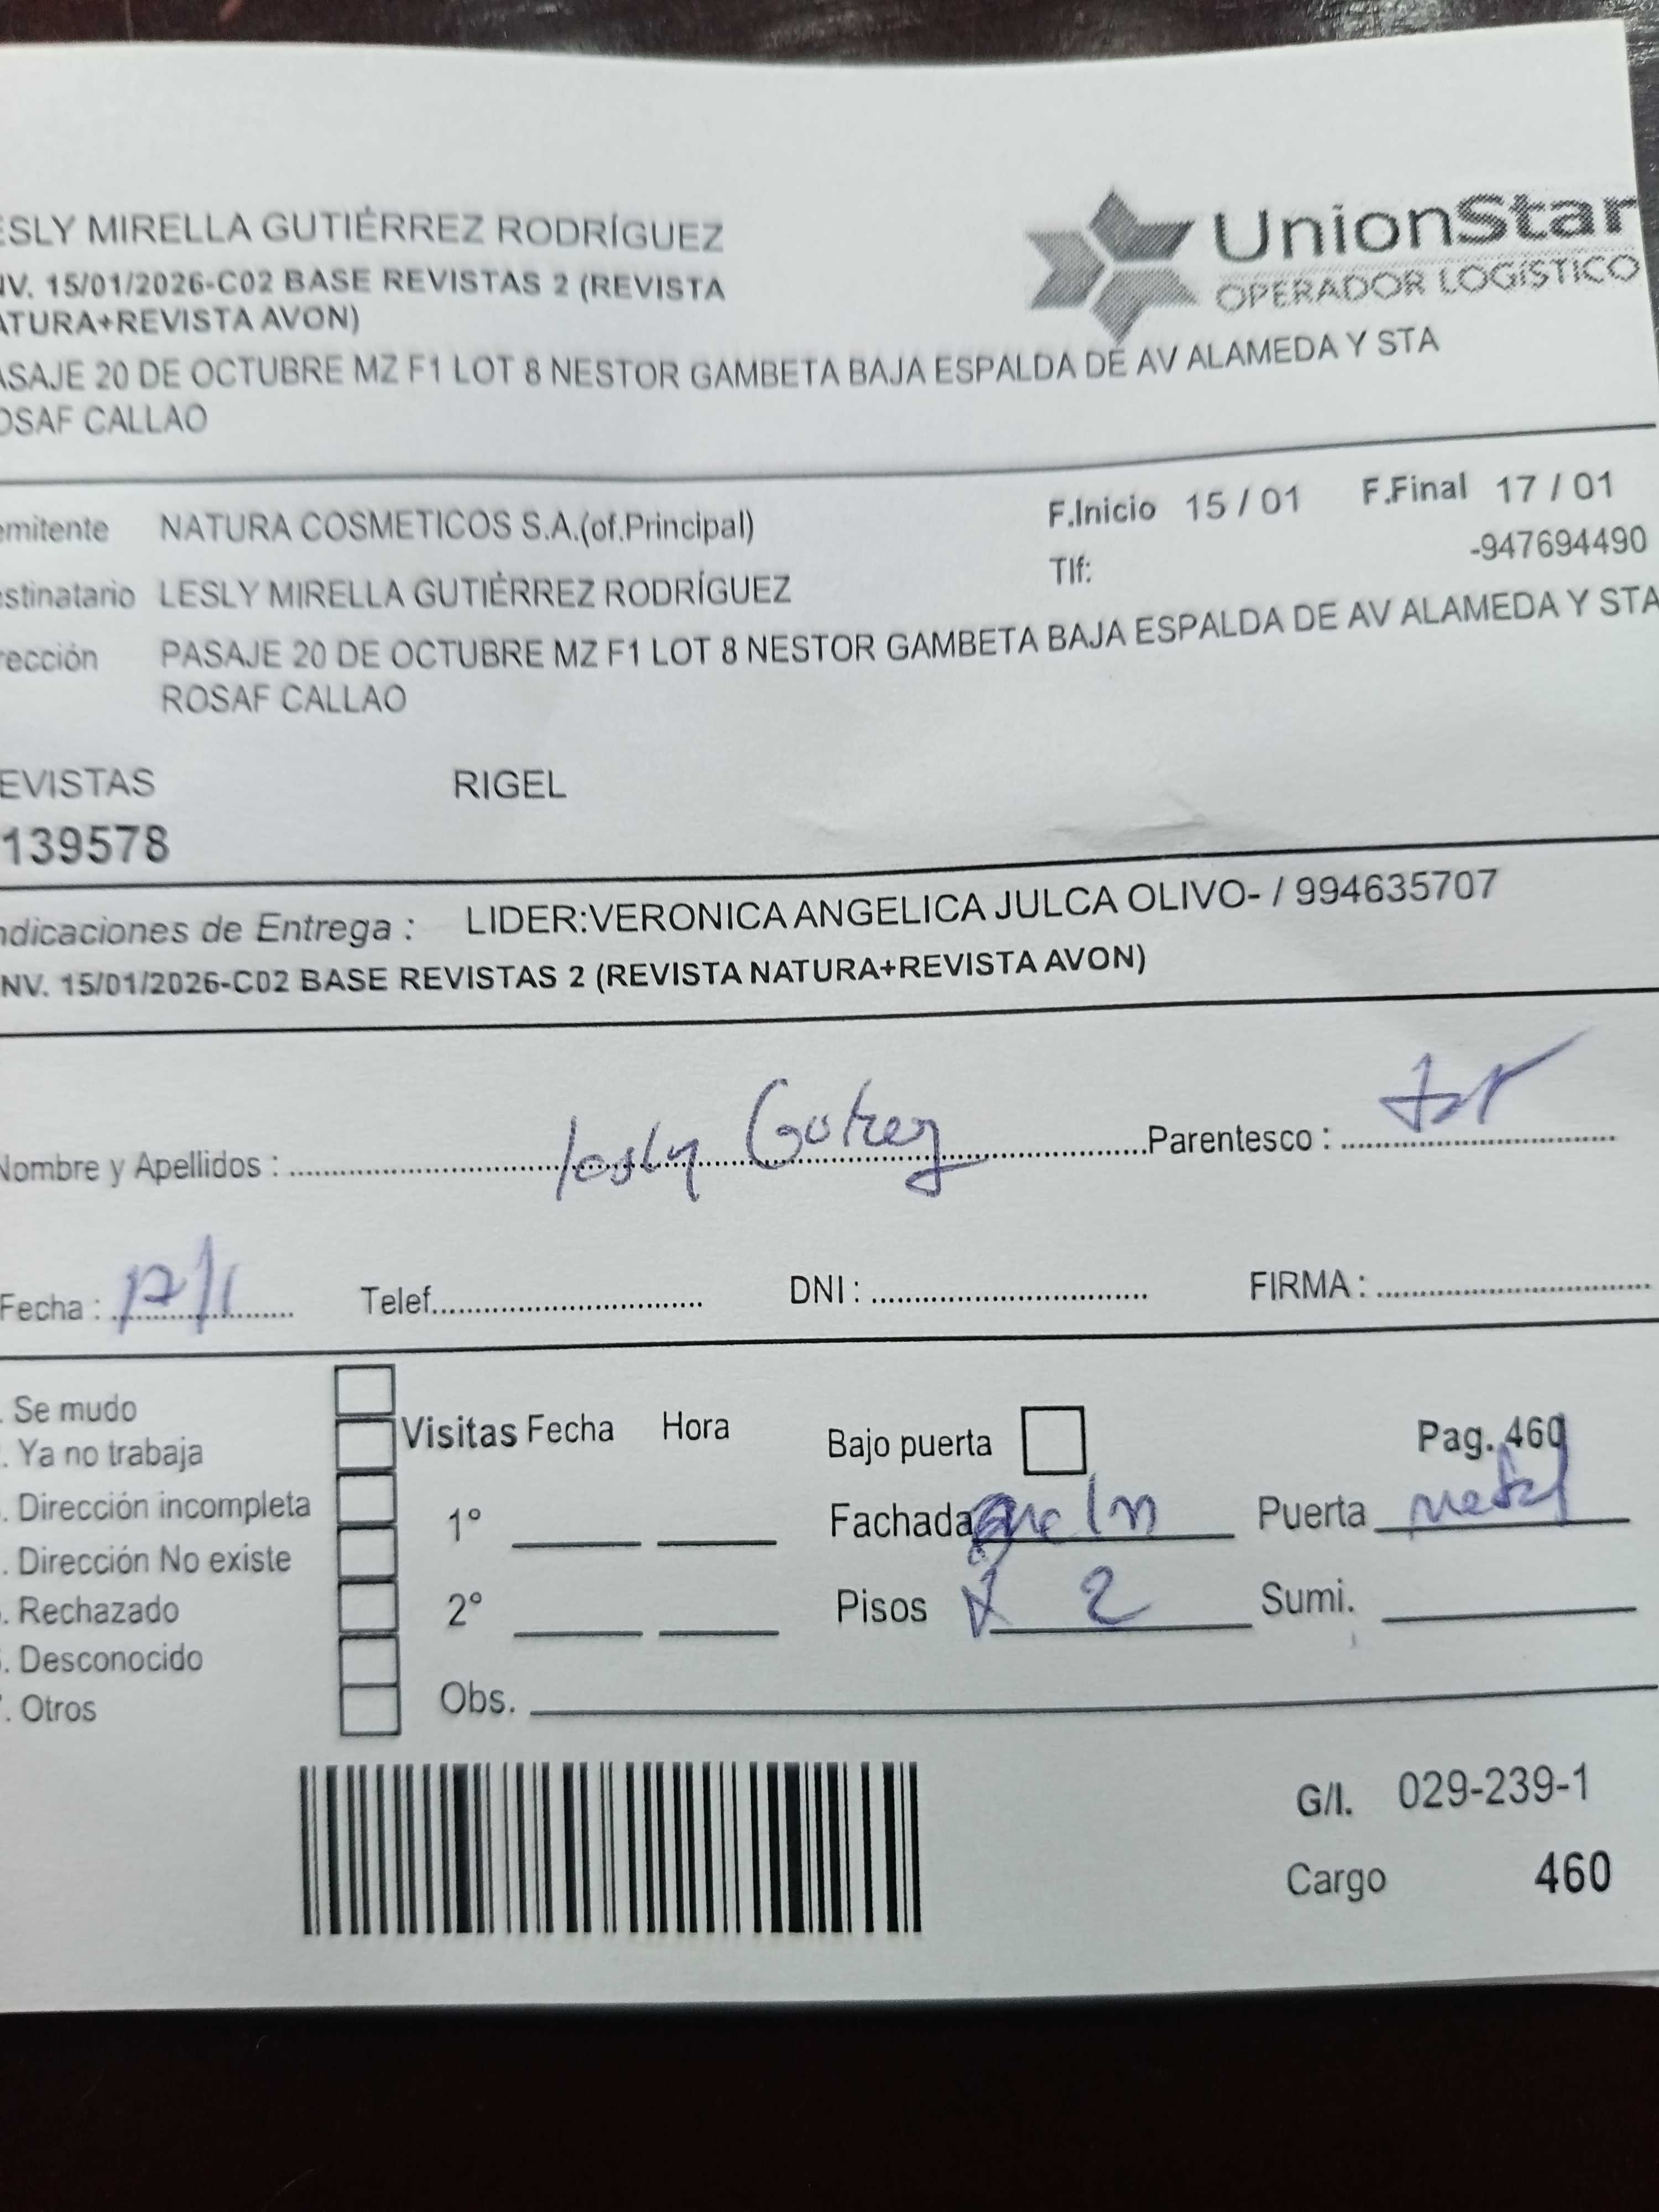 ESLY MIRELLA GUTIÉRREZ RODRÍGUEZ
UnionStar
OPERADOR LOGÍSTICO
NV. 15/01/2026-C02 BASE REVISTAS 2 (REVISTA
ATURA+REVISTA AVON)
ASAJE 20 DE OCTUBRE MZ F1 LOT 8 NESTOR GAMBETA BAJA ESPALDA DE AV ALAMEDA Y STA
OSAF CALLAO
emitente NATURA COSMETICOS S.A.(of.Principal) F.Inicio 15 / 01 F.Final 17 / 01
Tlf: -947694490
estinatario LESLY MIRELLA GUTIÉRREZ RODRÍGUEZ
rección PASAJE 20 DE OCTUBRE MZ F1 LOT 8 NESTOR GAMBETA BAJA ESPALDA DE AV ALAMEDA Y STA
ROSAF CALLAO
EVISTAS RIGEL
139578
ndicaciones de Entrega : LIDER:VERONICA ANGELICA JULCA OLIVO- / 994635707
NV. 15/01/2026-C02 BASE REVISTAS 2 (REVISTA NATURA+REVISTA AVON)
Nombre y Apellidos : Lesly Parentesco :
Fecha : Telef. DNI : FIRMA :
. Se mudo
. Ya no trabaja Visitas Fecha Hora Bajo puerta Pag. 460
. Dirección incompleta 1° Fachada Puerta metal
. Dirección No existe
. Rechazado 2° Pisos 2 Sumi.
. Desconocido
. Otros Obs.
G/I. 029-239-1
Cargo 460